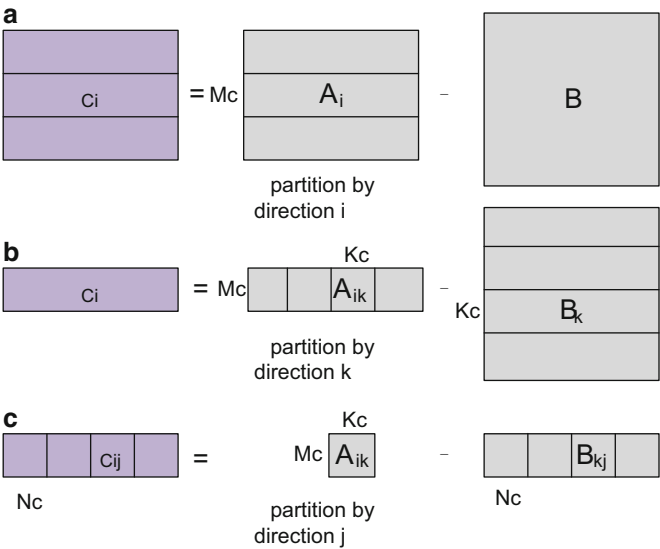 a
Ci = Mc Ai - B
partition by
direction i
b
Kc
Ci = Mc Aik - Kc Bk
partition by
direction k
c
Kc
Cij = Mc Aik - Bkj
Nc Nc
partition by
direction j